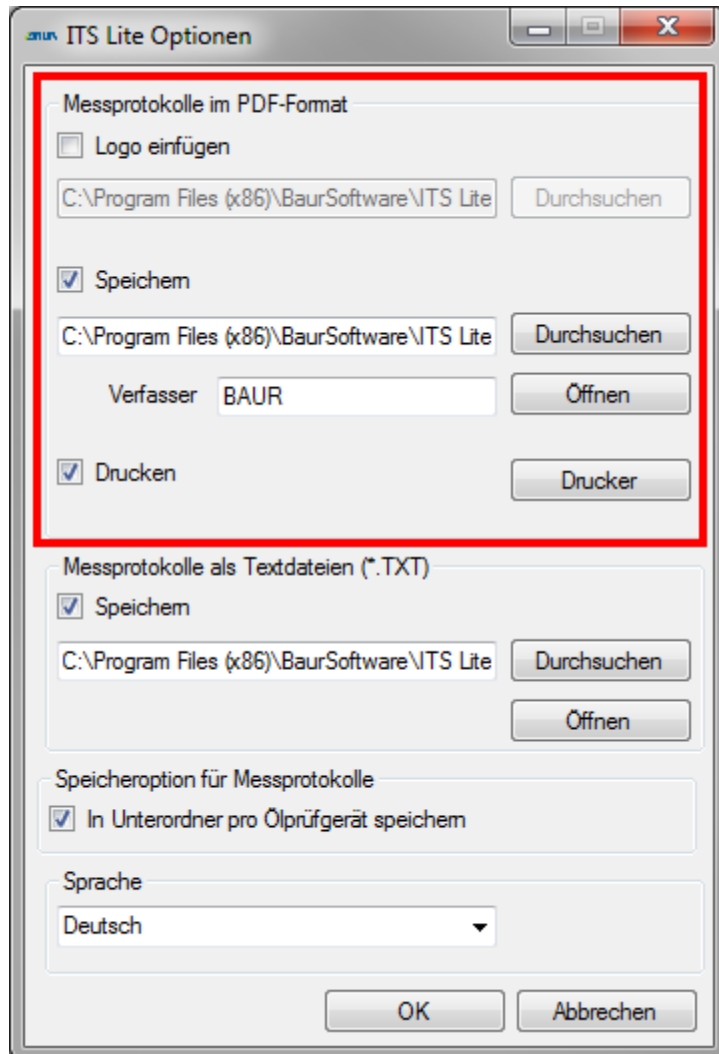 BAUR ITS Lite Optionen
Messprotokolle im PDF-Format
Logo einfügen
C:\Program Files (x86)\BaurSoftware\ITS Lite Durchsuchen
Speichern
C:\Program Files (x86)\BaurSoftware\ITS Lite Durchsuchen
Verfasser BAUR Öffnen
Drucken Drucker
Messprotokolle als Textdateien (*.TXT)
Speichern
C:\Program Files (x86)\BaurSoftware\ITS Lite Durchsuchen
Öffnen
Speicheroption für Messprotokolle
In Unterordner pro Ölprüfgerät speichern
Sprache
Deutsch
OK Abbrechen